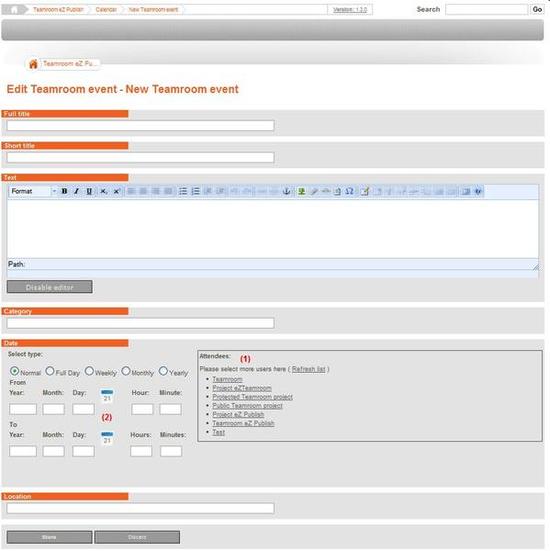 Teamroom eZ Publish Calendar New Teamroom event Version: 1.3.0 Search Go
Teamroom eZ Pu...
Edit Teamroom event - New Teamroom event
Full title
Short title
Text
Format B I U X₂ X²
Path:
Disable editor
Category
Date
Select type:
Normal Full Day Weekly Monthly Yearly
From
Year: Month: Day: 21 Hour: Minute:
(2)
To
Year: Month: Day: 21 Hours: Minutes:
Attendees: (1)
Please select more users here ( Refresh list )
Teamroom
Project eZTeamroom
Protected Teamroom project
Public Teamroom project
Project eZ Publish
Teamroom eZ Publish
Test
Location
Discard